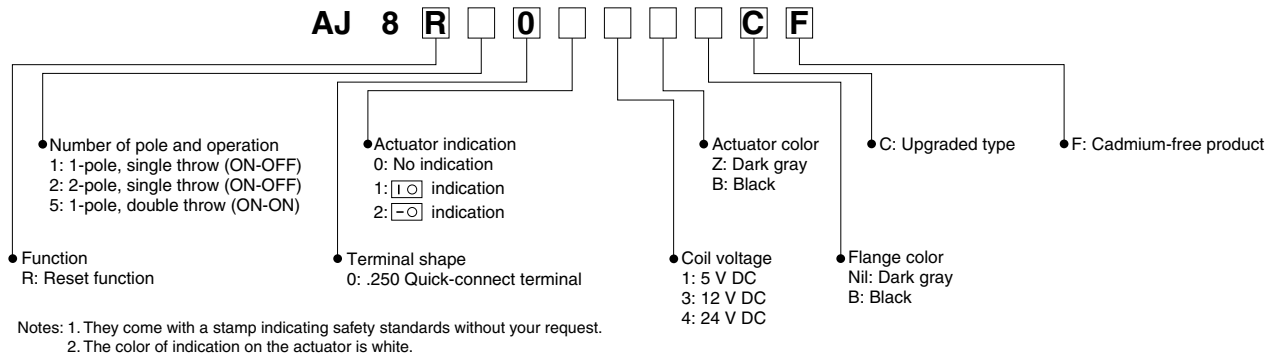 AJ 8 R 0 C F
Number of pole and operation
1: 1-pole, single throw (ON-OFF)
2: 2-pole, single throw (ON-OFF)
5: 1-pole, double throw (ON-ON)
Actuator indication
0: No indication
1: I O indication
2: – O indication
Actuator color
Z: Dark gray
B: Black
C: Upgraded type
F: Cadmium-free product
Function
R: Reset function
Terminal shape
0: .250 Quick-connect terminal
Coil voltage
1: 5 V DC
3: 12 V DC
4: 24 V DC
Flange color
Nil: Dark gray
B: Black
Notes: 1. They come with a stamp indicating safety standards without your request.
2. The color of indication on the actuator is white.